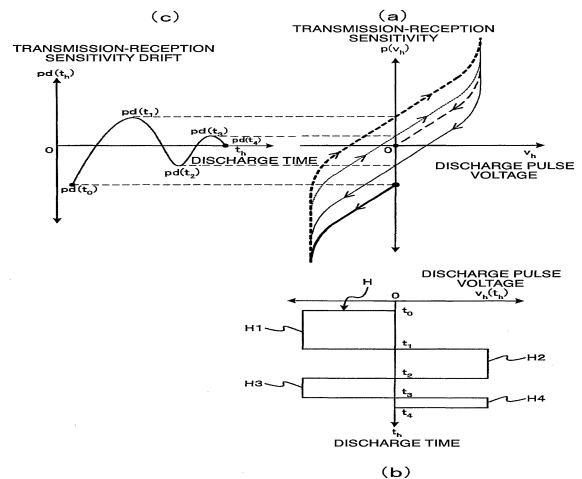 (c)
TRANSMISSION-RECEPTION
SENSITIVITY DRIFT
pd(th)
pd(t1)
pd(t3)
pd(t4)
0
th
DISCHARGE TIME
pd(t2)
pd(t0)
(a)
TRANSMISSION-RECEPTION
SENSITIVITY
p(vh)
0
vh
DISCHARGE PULSE
VOLTAGE
DISCHARGE PULSE
VOLTAGE
vh(th)
0
H
t0
H1
t1
H2
t2
H3
t3
H4
t4
th
DISCHARGE TIME
(b)